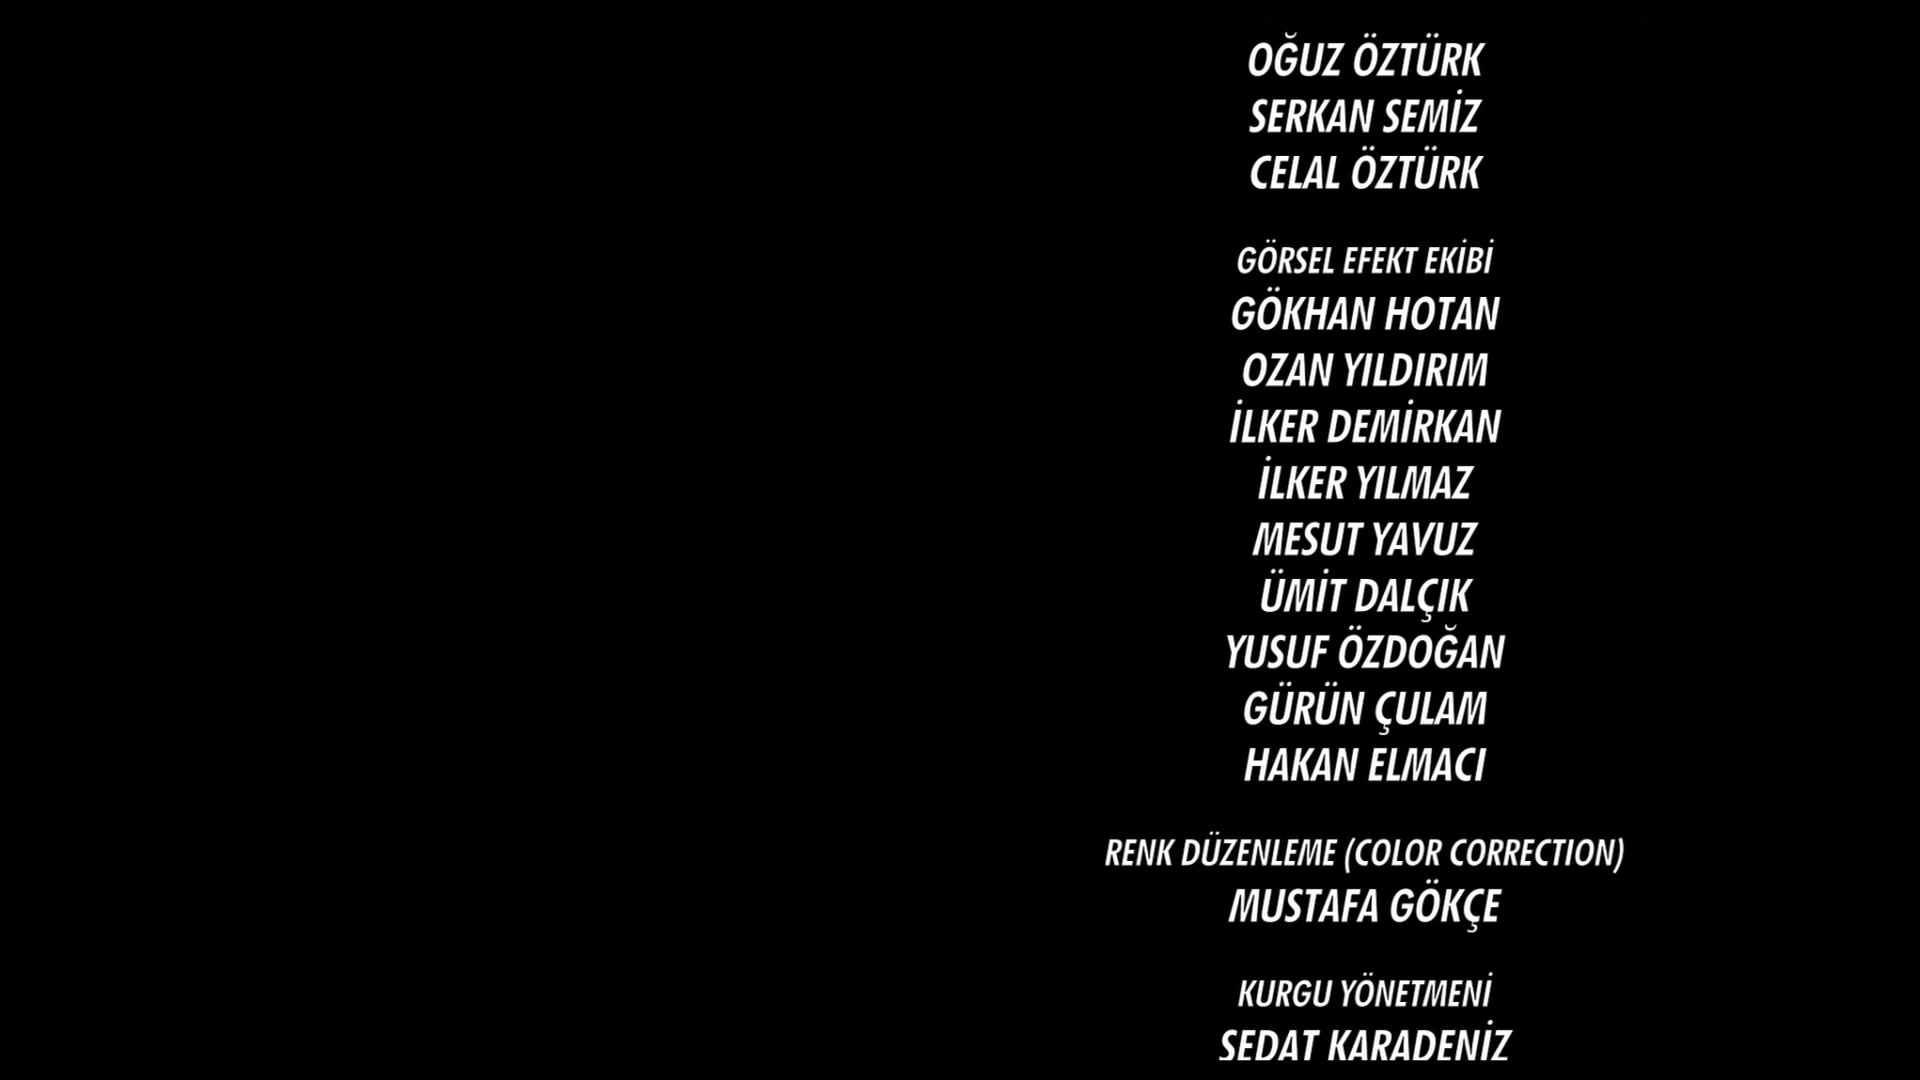 OĞUZ ÖZTÜRK
SERKAN SEMİZ
CELAL ÖZTÜRK
GÖRSEL EFEKT EKİBİ
GÖKHAN HOTAN
OZAN YILDIRIM
İLKER DEMİRKAN
İLKER YILMAZ
MESUT YAVUZ
ÜMİT DALÇIK
YUSUF ÖZDOĞAN
GÜRÜN ÇULAM
HAKAN ELMACI
RENK DÜZENLEME (COLOR CORRECTION)
MUSTAFA GÖKÇE
KURGU YÖNETMENİ
SEDAT KARADENİZ